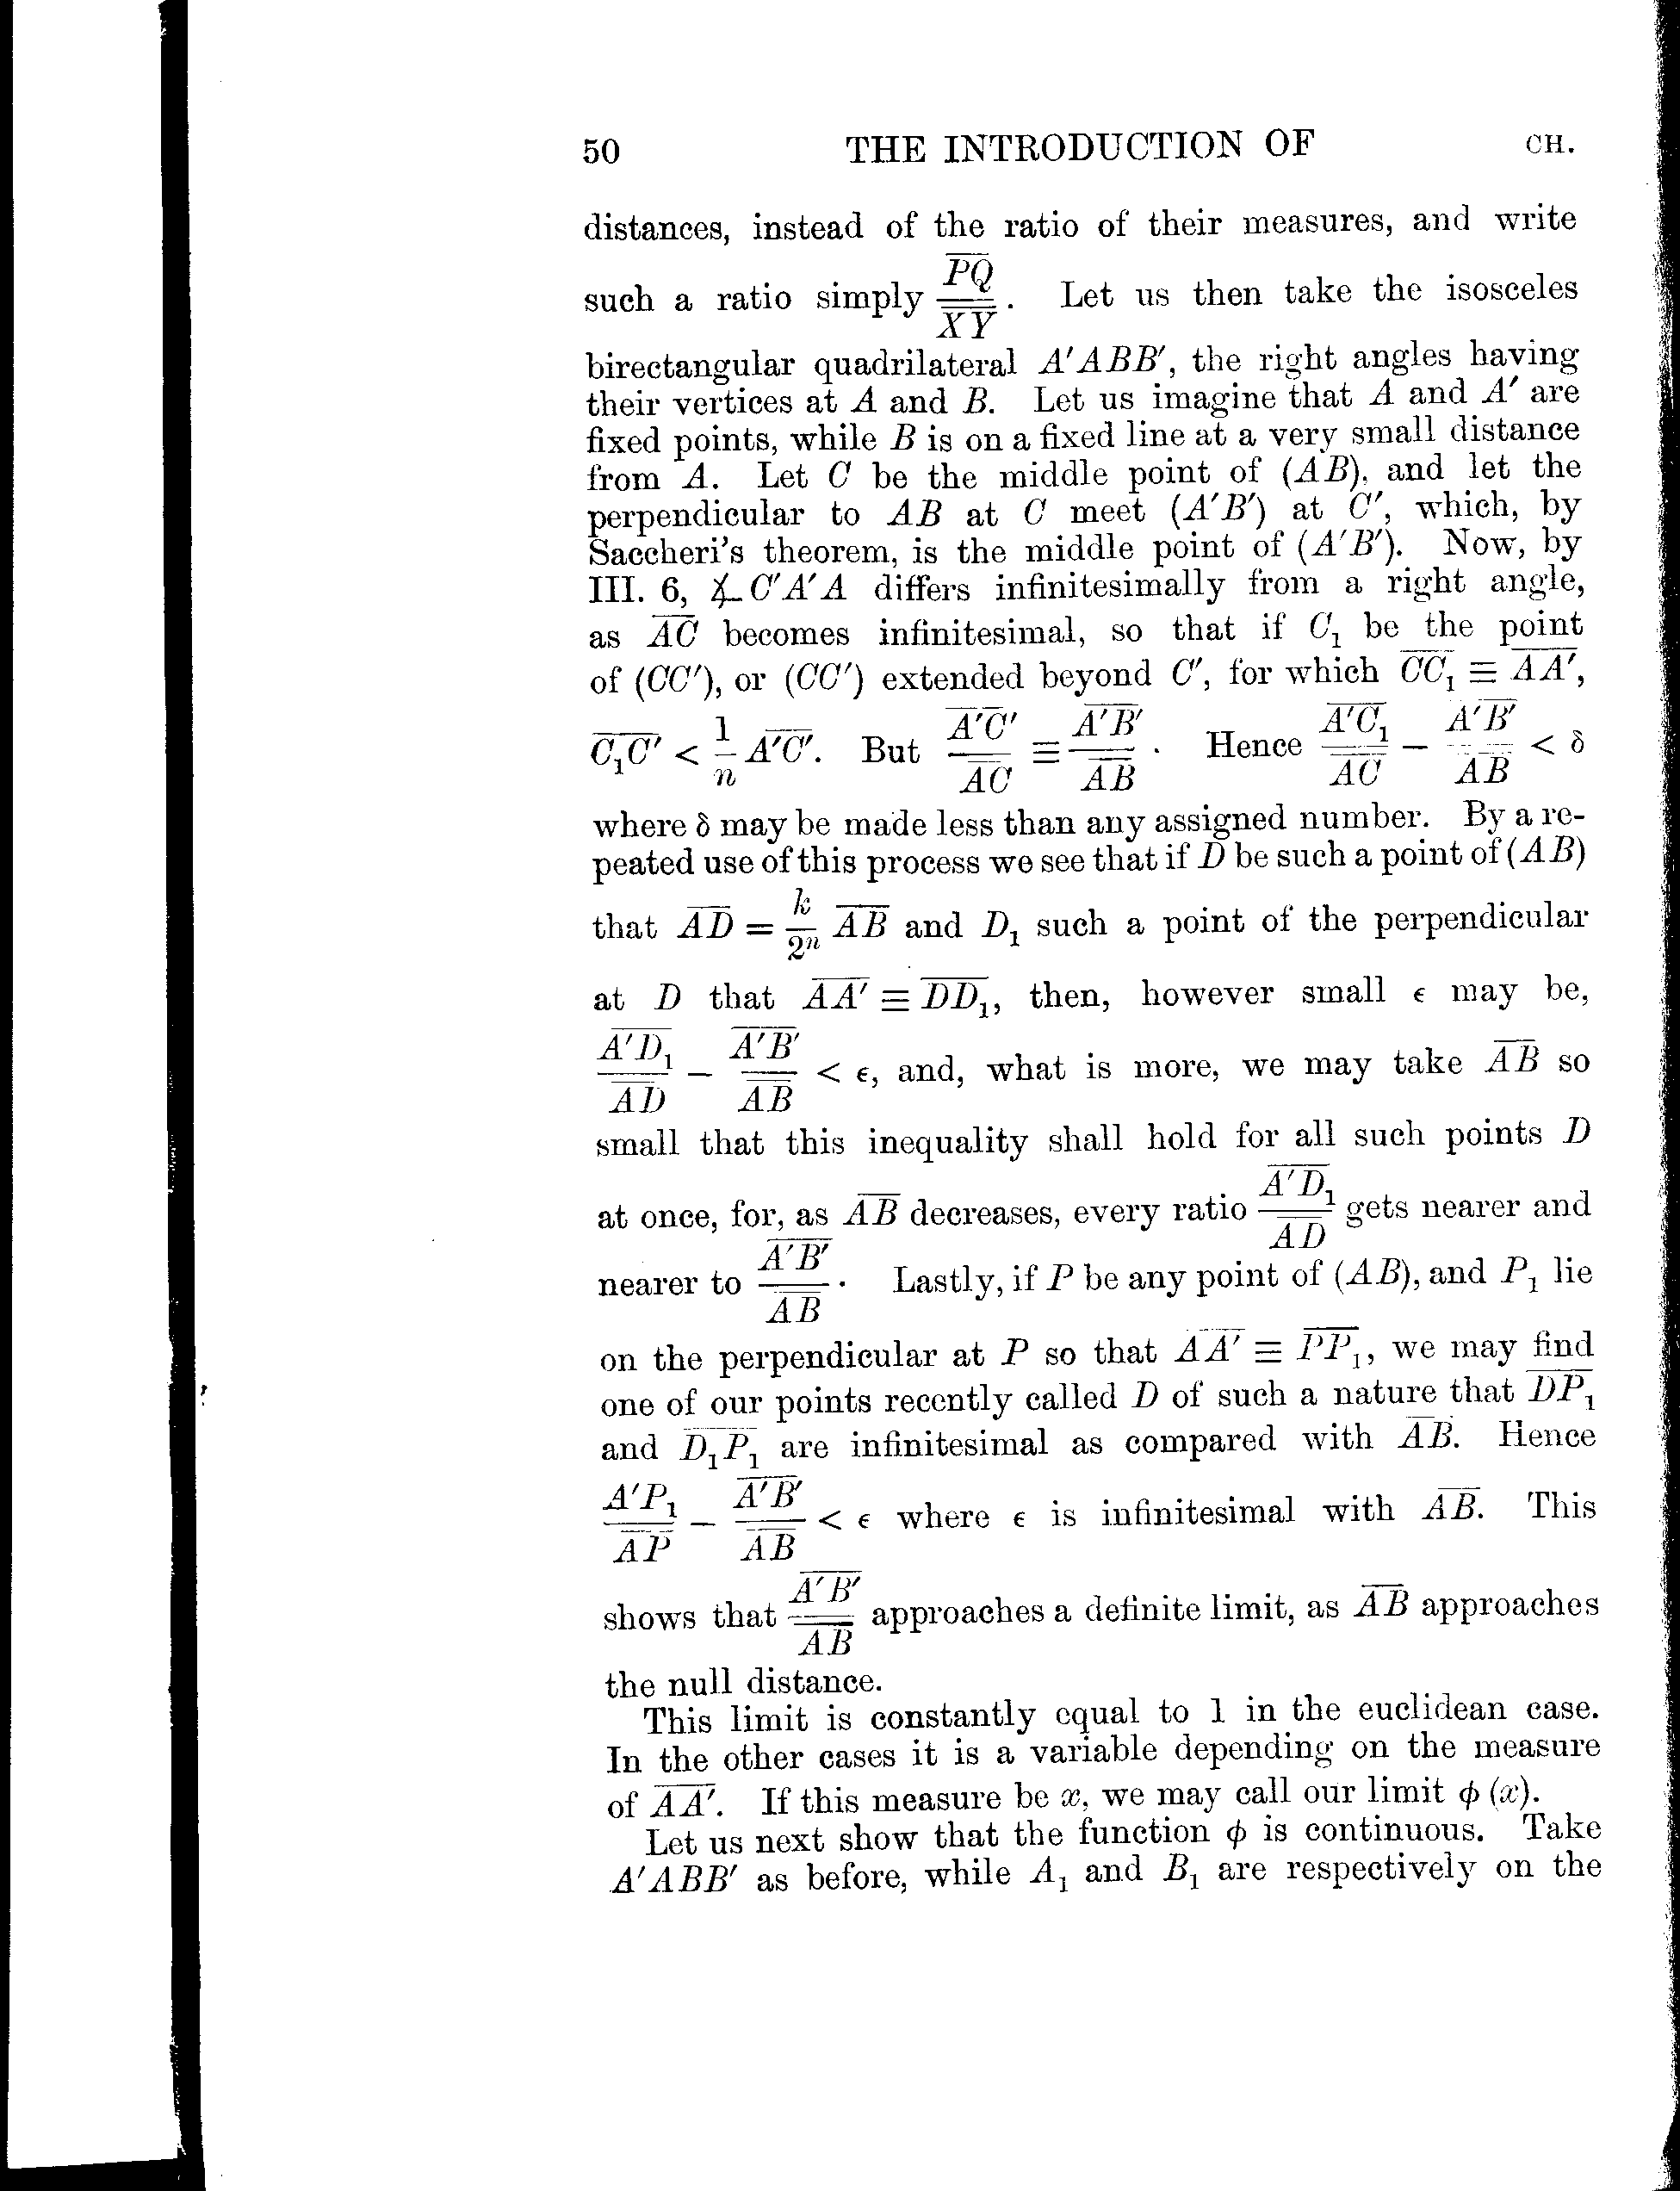 50 THE INTRODUCTION OF CH.
distances, instead of the ratio of their measures, and write
such a ratio simply $\frac{\overline{PQ}}{\overline{XY}}$. Let us then take the isosceles
birectangular quadrilateral A′ABB′, the right angles having
their vertices at A and B. Let us imagine that A and A′ are
fixed points, while B is on a fixed line at a very small distance
from A. Let C be the middle point of (AB), and let the
perpendicular to AB at C meet (A′B′) at C′, which, by
Saccheri's theorem, is the middle point of (A′B′). Now, by
III. 6, ∡ C′A′A differs infinitesimally from a right angle,
as $\overline{AC}$ becomes infinitesimal, so that if C₁ be the point
of (CC′), or (CC′) extended beyond C′, for which $\overline{CC_1} \equiv \overline{AA'}$,
$\overline{C_1C'} < \frac{1}{n} \overline{A'C'}$. But $\frac{\overline{A'C'}}{\overline{AC}} \equiv \frac{\overline{A'B'}}{\overline{AB}}$. Hence $\frac{\overline{A'C_1}}{\overline{AC}} - \frac{\overline{A'B'}}{\overline{AB}} < \delta$
where δ may be made less than any assigned number. By a re-
peated use of this process we see that if D be such a point of (AB)
that $\overline{AD} = \frac{k}{2^n} \overline{AB}$ and D₁ such a point of the perpendicular
at D that $\overline{AA'} \equiv \overline{DD_1}$, then, however small ϵ may be,
$\frac{\overline{A'D_1}}{\overline{AD}} - \frac{\overline{A'B'}}{\overline{AB}} < \epsilon$, and, what is more, we may take $\overline{AB}$ so
small that this inequality shall hold for all such points D
at once, for, as $\overline{AB}$ decreases, every ratio $\frac{\overline{A'D_1}}{\overline{AD}}$ gets nearer and
nearer to $\frac{\overline{A'B'}}{\overline{AB}}$. Lastly, if P be any point of (AB), and P₁ lie
on the perpendicular at P so that $\overline{AA'} \equiv \overline{PP_1}$, we may find
one of our points recently called D of such a nature that $\overline{DP_1}$
and $\overline{D_1P_1}$ are infinitesimal as compared with $\overline{AB}$. Hence
$\frac{A'P_1}{\overline{AP}} - \frac{\overline{A'B'}}{\overline{AB}} < \epsilon$ where ϵ is infinitesimal with $\overline{AB}$. This
shows that $\frac{\overline{A'B'}}{\overline{AB}}$ approaches a definite limit, as $\overline{AB}$ approaches
the null distance.
This limit is constantly equal to 1 in the euclidean case.
In the other cases it is a variable depending on the measure
of $\overline{AA'}$. If this measure be x, we may call our limit ϕ (x).
Let us next show that the function ϕ is continuous. Take
A′ABB′ as before, while A₁ and B₁ are respectively on the